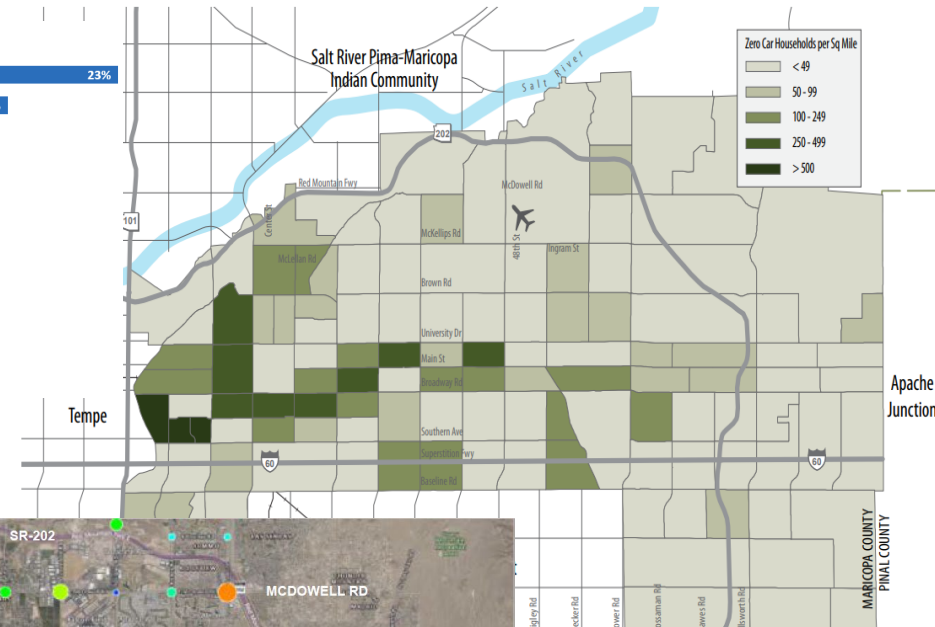 23%
Salt River Pima-Maricopa
Indian Community
Salt River
Zero Car Households per Sq Mile
< 49
50 - 99
100 - 249
250 - 499
> 500
202
Red Mountain Fwy
McDowell Rd
101
Center St
McKellips Rd
48th St
Ingram St
McLellan Rd
Brown Rd
University Dr
Main St
Broadway Rd
Apache
Junction
Tempe
Southern Ave
Superstition Fwy
60
60
Baseline Rd
MARICOPA COUNTY
PINAL COUNTY
SR-202
MCDOWELL RD